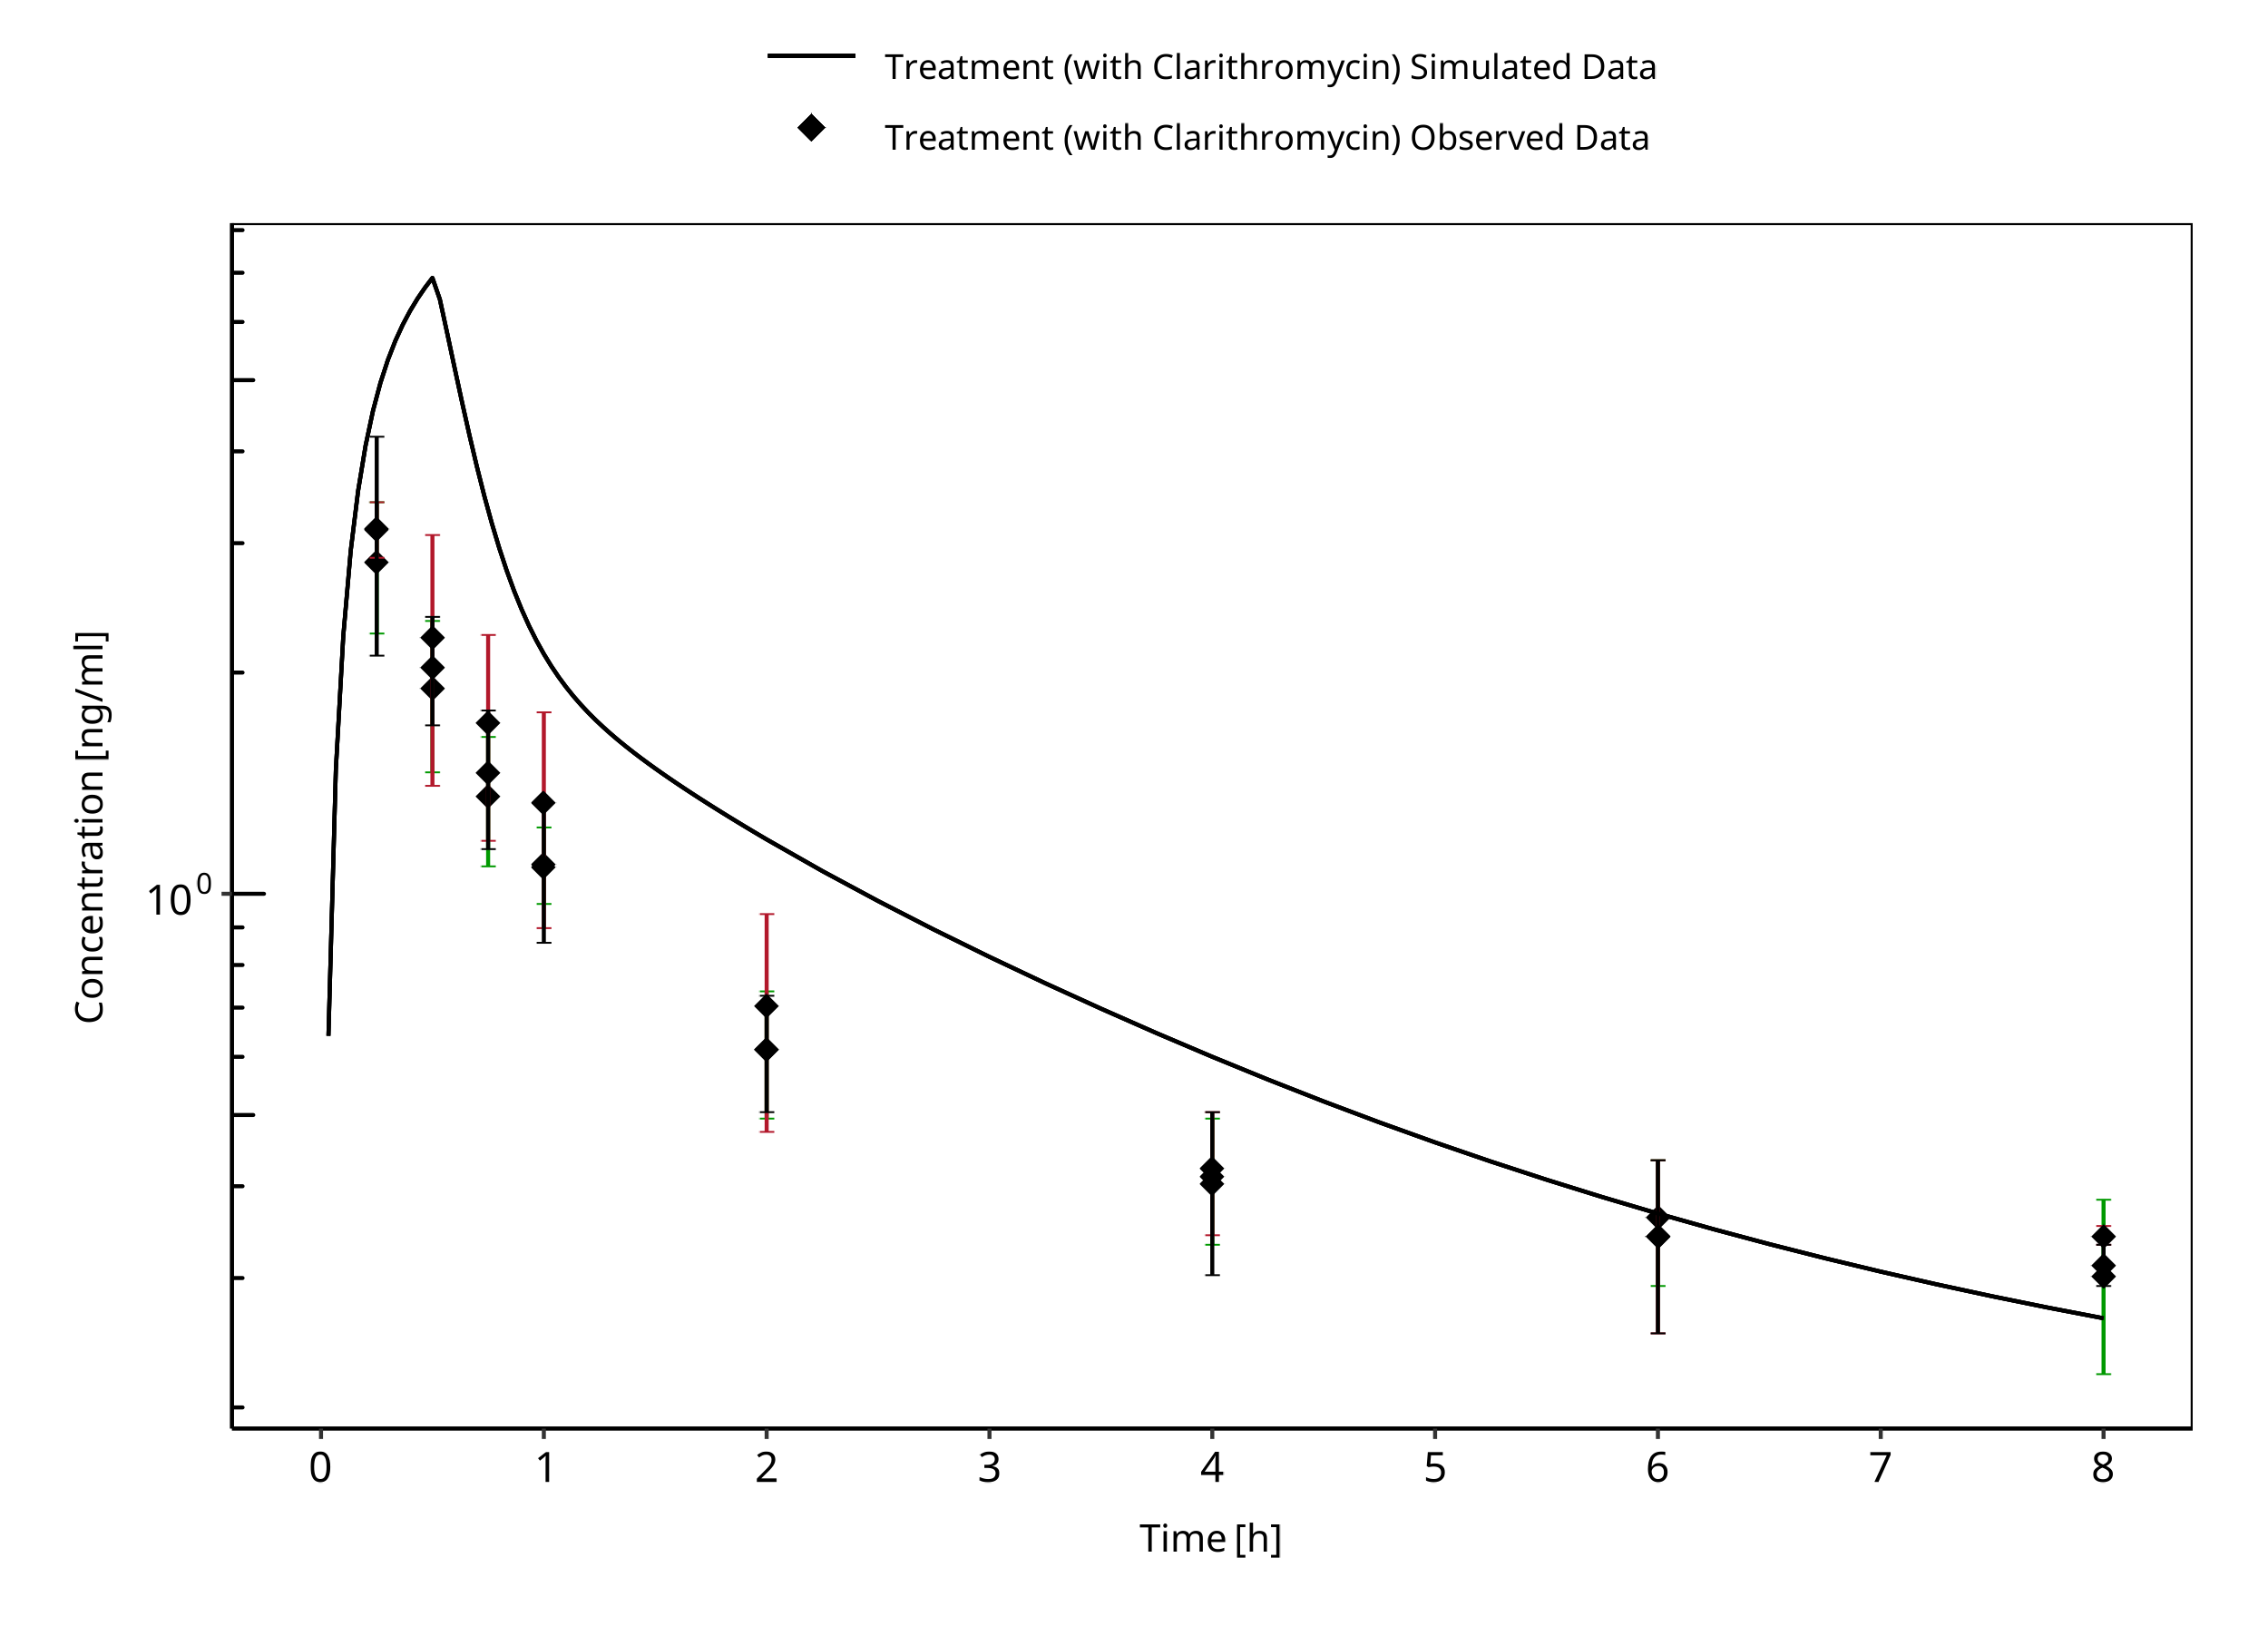 Treatment (with Clarithromycin) Simulated Data
Treatment (with Clarithromycin) Observed Data
Concentration [ng/ml]
10⁰
0 1 2 3 4 5 6 7 8
Time [h]